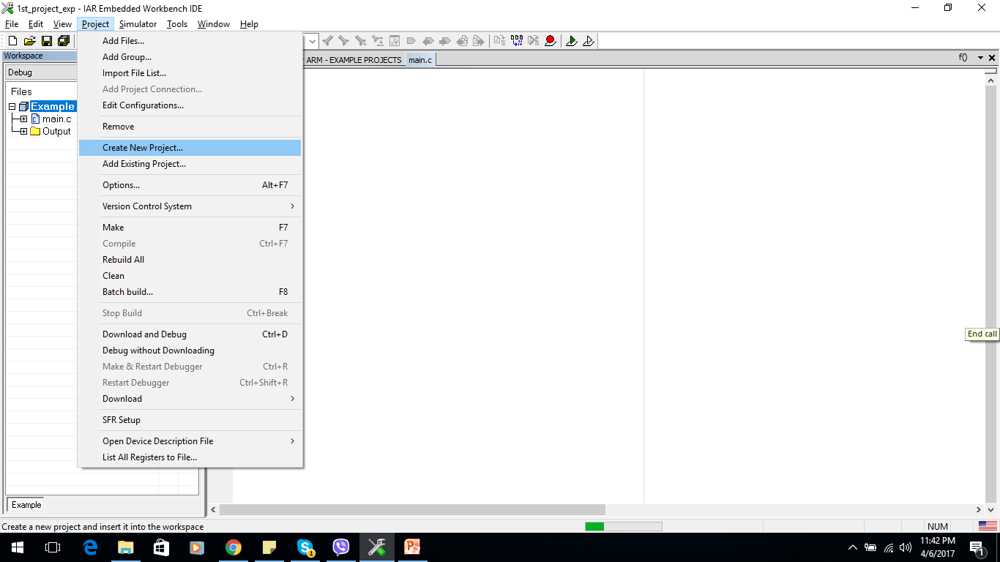 1st_project_exp - IAR Embedded Workbench IDE
File Edit View Project Simulator Tools Window Help
Workspace
Debug
Files
Example
main.c
Output
Add Files...
Add Group...
Import File List...
Add Project Connection...
Edit Configurations...
Remove
Create New Project...
Add Existing Project...
Options... Alt+F7
Version Control System
Make F7
Compile Ctrl+F7
Rebuild All
Clean
Batch build... F8
Stop Build Ctrl+Break
Download and Debug Ctrl+D
Debug without Downloading
Make & Restart Debugger Ctrl+R
Restart Debugger Ctrl+Shift+R
Download
SFR Setup
Open Device Description File
List All Registers to File...
ARM - EXAMPLE PROJECTS main.c f()
End call
Example
Create a new project and insert it into the workspace NUM
1
11:42 PM
4/6/2017
1